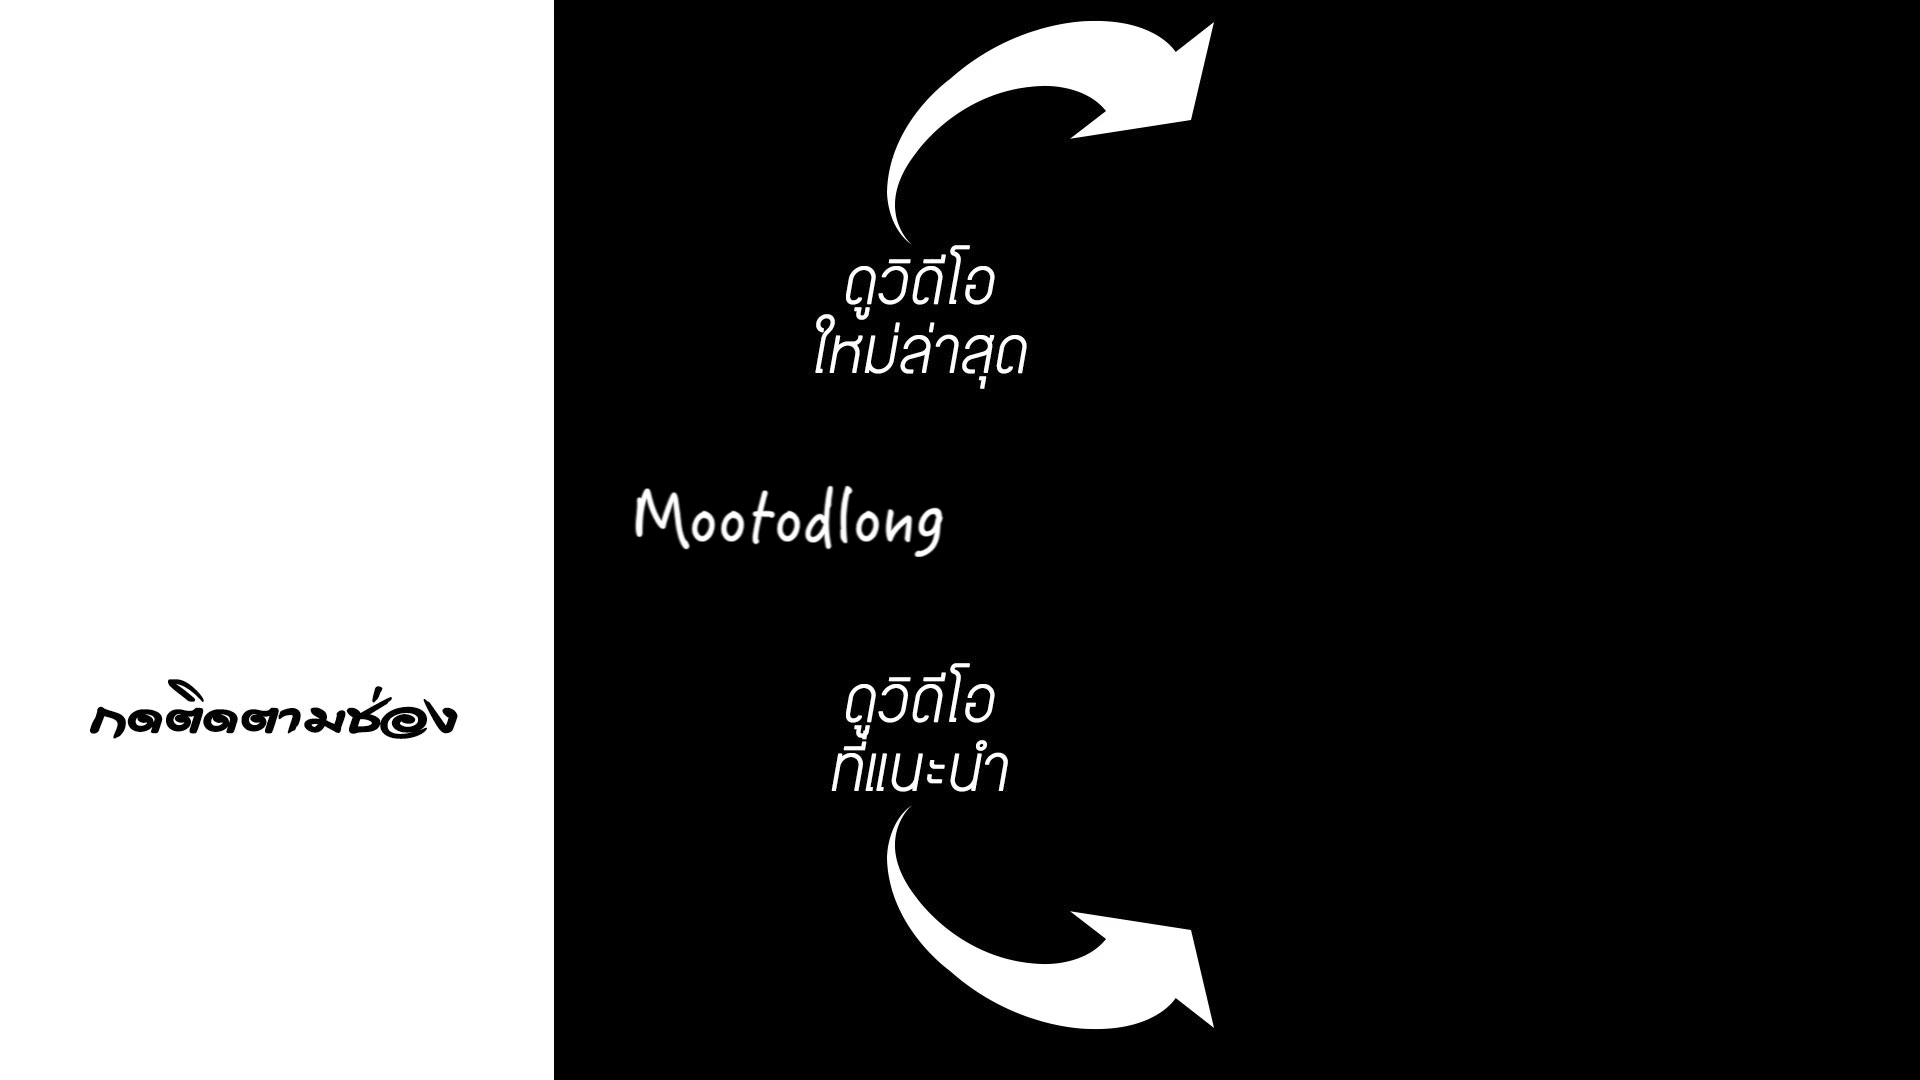 ดูวิดีโอ
ใหม่ล่าสุด
Mootodlong
กดติดตามช่อง
ดูวิดีโอ
ที่แนะนำ